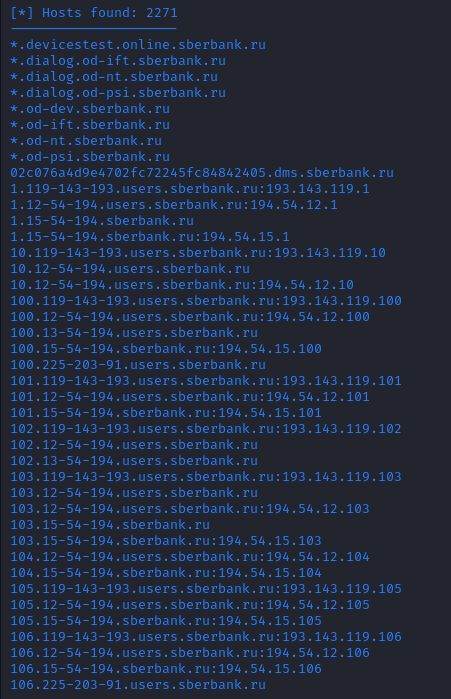 [*] Hosts found: 2271
---------------------
*.devicestest.online.sberbank.ru
*.dialog.od-ift.sberbank.ru
*.dialog.od-nt.sberbank.ru
*.dialog.od-psi.sberbank.ru
*.od-dev.sberbank.ru
*.od-ift.sberbank.ru
*.od-nt.sberbank.ru
*.od-psi.sberbank.ru
02c076a4d9e4702fc72245fc84842405.dms.sberbank.ru
1.119-143-193.users.sberbank.ru:193.143.119.1
1.12-54-194.users.sberbank.ru:194.54.12.1
1.15-54-194.sberbank.ru
1.15-54-194.sberbank.ru:194.54.15.1
10.119-143-193.users.sberbank.ru:193.143.119.10
10.12-54-194.users.sberbank.ru
10.12-54-194.users.sberbank.ru:194.54.12.10
100.119-143-193.users.sberbank.ru:193.143.119.100
100.12-54-194.users.sberbank.ru:194.54.12.100
100.13-54-194.users.sberbank.ru
100.15-54-194.sberbank.ru:194.54.15.100
100.225-203-91.users.sberbank.ru
101.119-143-193.users.sberbank.ru:193.143.119.101
101.12-54-194.users.sberbank.ru:194.54.12.101
101.15-54-194.sberbank.ru:194.54.15.101
102.119-143-193.users.sberbank.ru:193.143.119.102
102.12-54-194.users.sberbank.ru
102.13-54-194.users.sberbank.ru
103.119-143-193.users.sberbank.ru:193.143.119.103
103.12-54-194.users.sberbank.ru
103.12-54-194.users.sberbank.ru:194.54.12.103
103.15-54-194.sberbank.ru
103.15-54-194.sberbank.ru:194.54.15.103
104.12-54-194.users.sberbank.ru:194.54.12.104
104.15-54-194.sberbank.ru:194.54.15.104
105.119-143-193.users.sberbank.ru:193.143.119.105
105.12-54-194.users.sberbank.ru:194.54.12.105
105.15-54-194.sberbank.ru:194.54.15.105
106.119-143-193.users.sberbank.ru:193.143.119.106
106.12-54-194.users.sberbank.ru:194.54.12.106
106.15-54-194.sberbank.ru:194.54.15.106
106.225-203-91.users.sberbank.ru